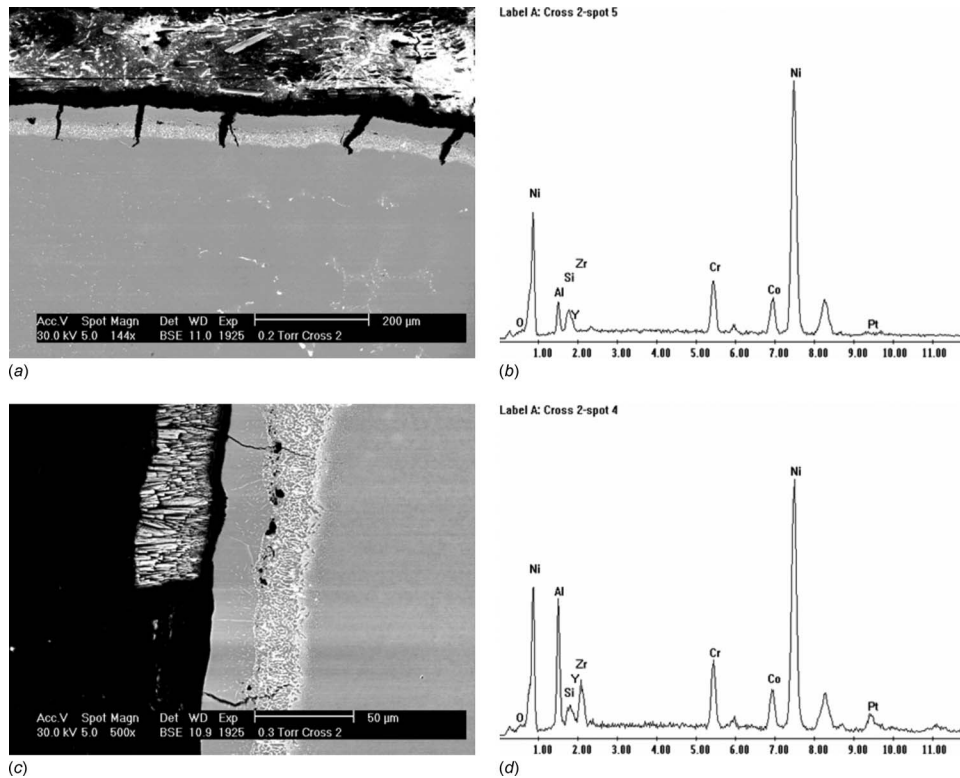 Acc.V Spot Magn Det WD Exp 200 µm
30.0 kV 5.0 144x BSE 11.0 1925 0.2 Torr Cross 2
(a)
Label A: Cross 2-spot 5
Ni
Ni
Zr
Si
Al
Y
O
Cr
Co
Pt
1.00 2.00 3.00 4.00 5.00 6.00 7.00 8.00 9.00 10.00 11.00
(b)
Acc.V Spot Magn Det WD Exp 50 µm
30.0 kV 5.0 500x BSE 10.9 1925 0.3 Torr Cross 2
(c)
Label A: Cross 2-spot 4
Ni
Ni
Al
Zr
Y
Si
O
Cr
Co
Pt
1.00 2.00 3.00 4.00 5.00 6.00 7.00 8.00 9.00 10.00 11.00
(d)